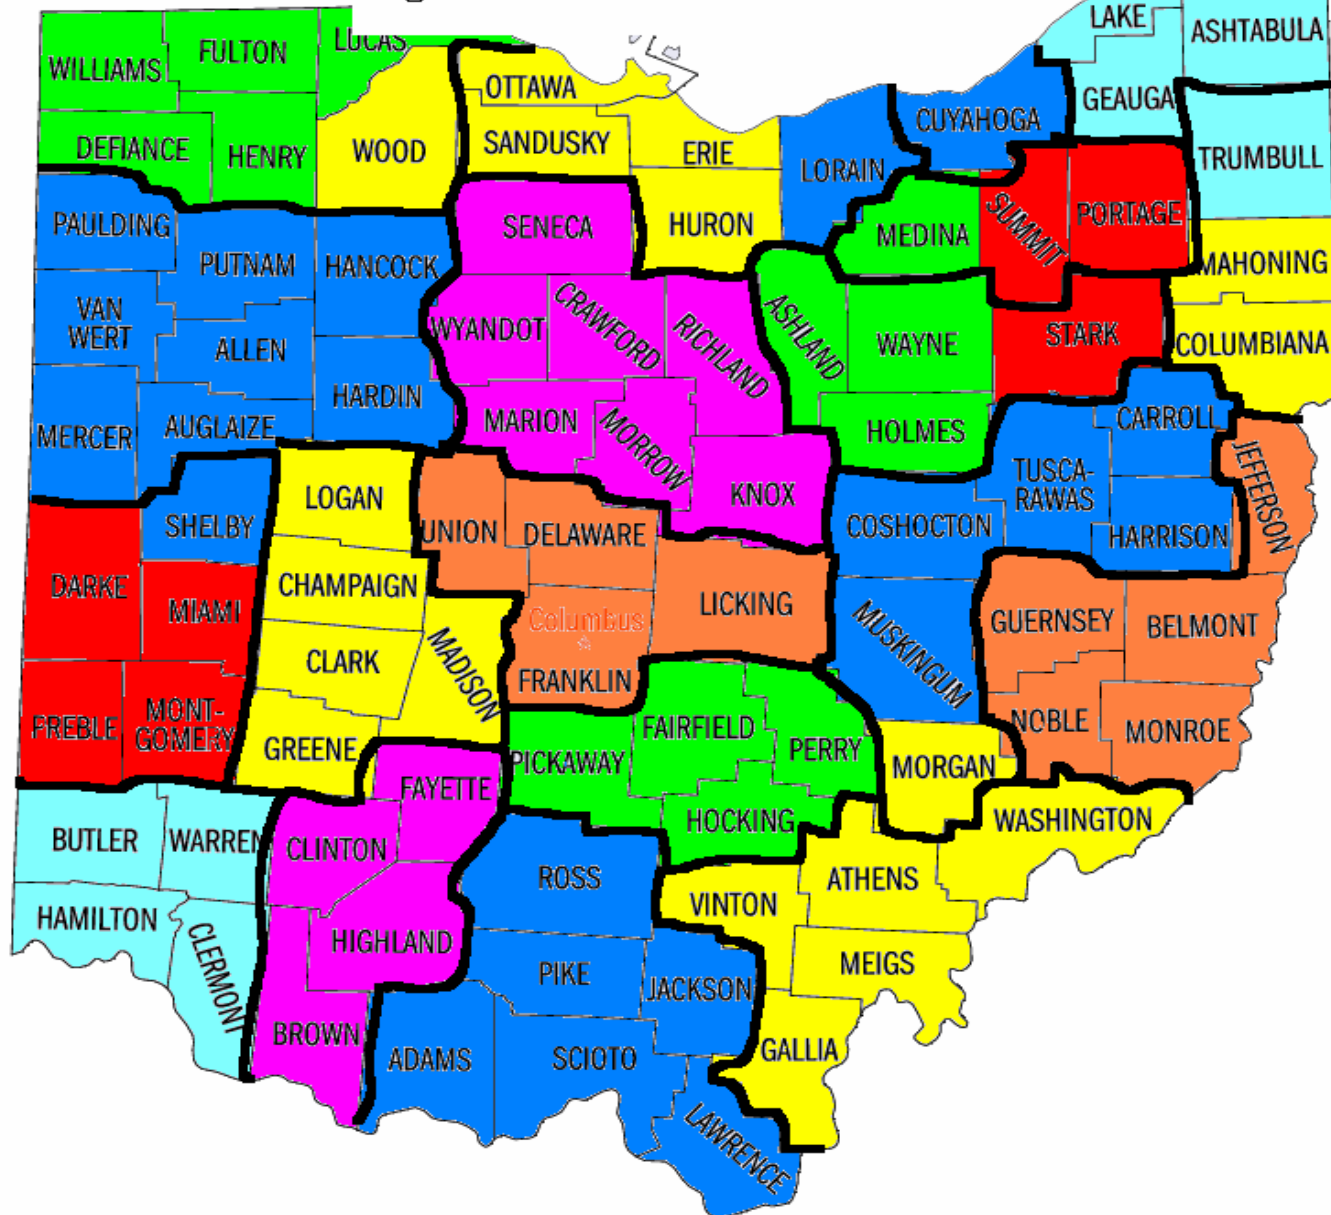 LAKE
ASHTABULA
LUCAS
FULTON
WILLIAMS
OTTAWA
GEAUGA
CUYAHOGA
DEFIANCE
HENRY
WOOD
SANDUSKY
ERIE
LORAIN
TRUMBULL
PAULDING
SENECA
HURON
MEDINA
SUMMIT
PORTAGE
PUTNAM
HANCOCK
MAHONING
VAN
WERT
ALLEN
WYANDOT
CRAWFORD
RICHLAND
ASHLAND
WAYNE
STARK
COLUMBIANA
MERCER
AUGLAIZE
HARDIN
MARION
MORROW
HOLMES
CARROLL
JEFFERSON
LOGAN
KNOX
TUSCA-
RAWAS
SHELBY
UNION
DELAWARE
COSHOCTON
HARRISON
DARKE
MIAMI
CHAMPAIGN
Columbus
LICKING
MUSKINGUM
GUERNSEY
BELMONT
CLARK
MADISON
FRANKLIN
PREBLE
MONT-
GOMERY
GREENE
PICKAWAY
FAIRFIELD
PERRY
MORGAN
NOBLE
MONROE
FAYETTE
HOCKING
WASHINGTON
BUTLER
WARREN
CLINTON
ROSS
VINTON
ATHENS
HAMILTON
CLERMONT
HIGHLAND
PIKE
JACKSON
MEIGS
BROWN
ADAMS
SCIOTO
GALLIA
LAWRENCE